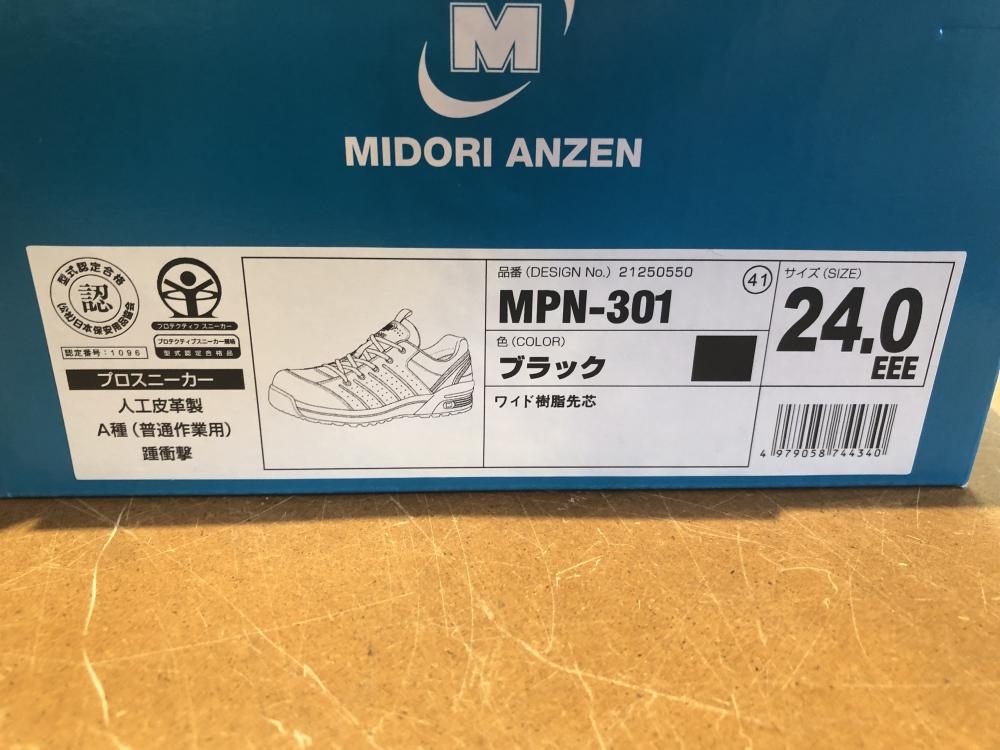 M
MIDORI ANZEN
型式認定合格
認
(公社)日本保安用品協会
認定番号:1096
プロテクティブ スニーカー
プロテクティブスニーカー規格
型式認定合格品
プロスニーカー
人工皮革製
A種(普通作業用)
踵衝撃
品番(DESIGN No.) 21250550
41
MPN-301
色(COLOR)
ブラック
ワイド樹脂先芯
サイズ(SIZE)
24.0
EEE
4 979058 744340